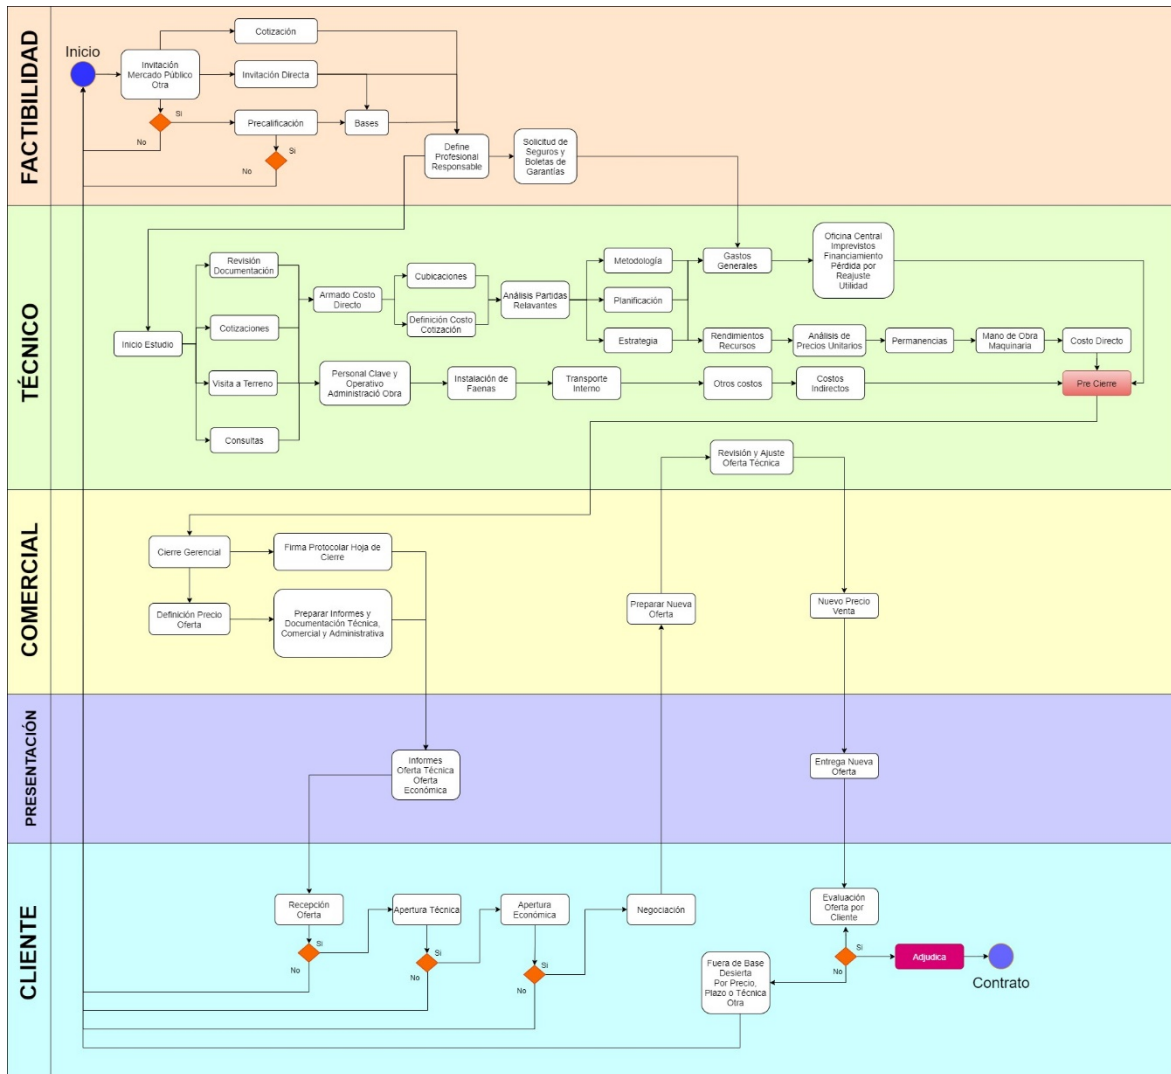 FACTIBILIDAD
Inicio
Invitación
Mercado Público
Otra
Cotización
Invitación Directa
Si
No
Precalificación
Bases
Si
No
Define
Profesional
Responsable
Solicitud de
Seguros y
Boletas de
Garantías
TÉCNICO
Inicio Estudio
Revisión
Documentación
Cotizaciones
Visita a Terreno
Consultas
Armado Costo
Directo
Personal Clave y
Operativo
Administració Obra
Cubicaciones
Definición Costo
Cotización
Instalación de
Faenas
Análisis Partidas
Relavantes
Transporte
Interno
Metodología
Planificación
Estrategia
Gastos
Generales
Rendimientos
Recursos
Otros costos
Oficina Central
Imprevistos
Financiamiento
Pérdida por
Reajuste
Utilidad
Análisis de
Precios Unitarios
Costos
Indirectos
Permanencias
Mano de Obra
Maquinaria
Costo Directo
Pre Cierre
Revisión y Ajuste
Oferta Técnica
COMERCIAL
Cierre Gerencial
Firma Protocolar Hoja de
Cierre
Definición Precio
Oferta
Preparar Informes y
Documentación Técnica,
Comercial y Administrativa
Preparar Nueva
Oferta
Nuevo Precio
Venta
PRESENTACIÓN
Informes
Oferta Técnica
Oferta
Económica
Entrega Nueva
Oferta
CLIENTE
Recepción
Oferta
Si
No
Apertura Técnica
Si
No
Apertura
Económica
Si
No
Negociación
Evaluación
Oferta por
Cliente
Si
No
Fuera de Base
Desierta
Por Precio,
Plazo o Técnica
Otra
Adjudica
Contrato